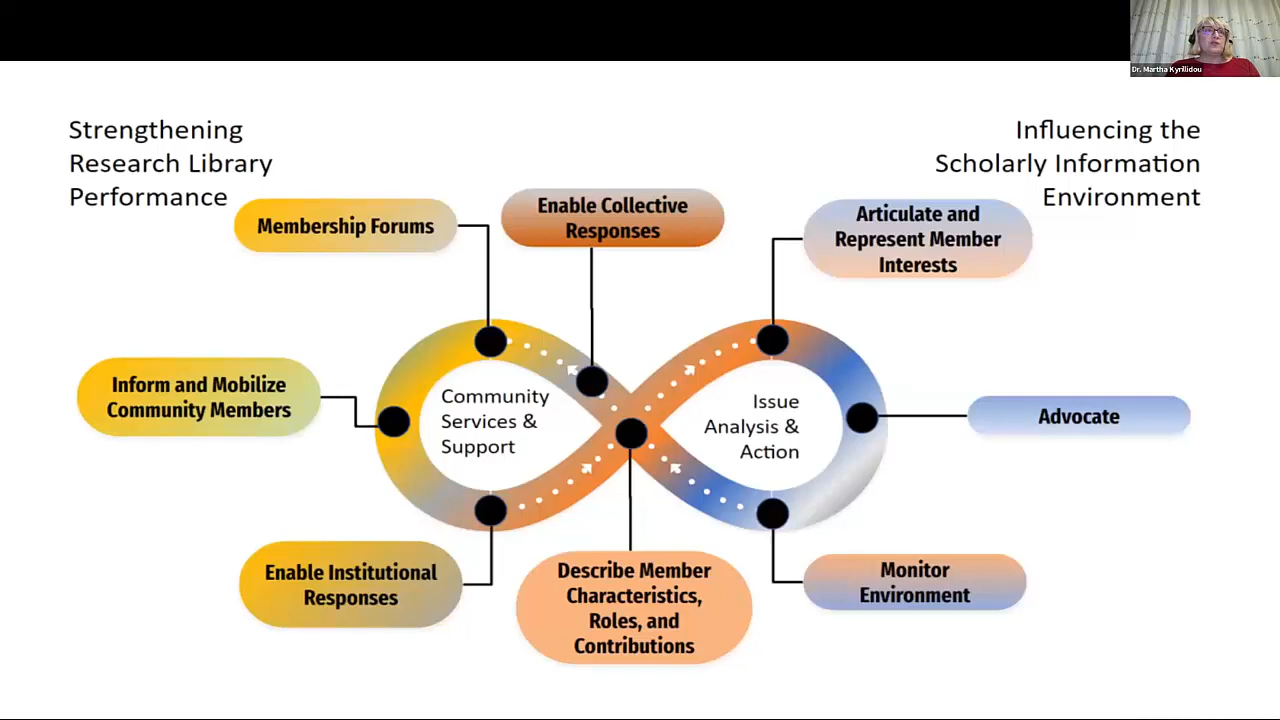 Dr. Martha Kyrillidou
Strengthening
Research Library
Performance
Influencing the
Scholarly Information
Environment
Membership Forums
Enable Collective
Responses
Articulate and
Represent Member
Interests
Inform and Mobilize
Community Members
Community
Services &
Support
Issue
Analysis &
Action
Advocate
Enable Institutional
Responses
Describe Member
Characteristics,
Roles, and
Contributions
Monitor
Environment